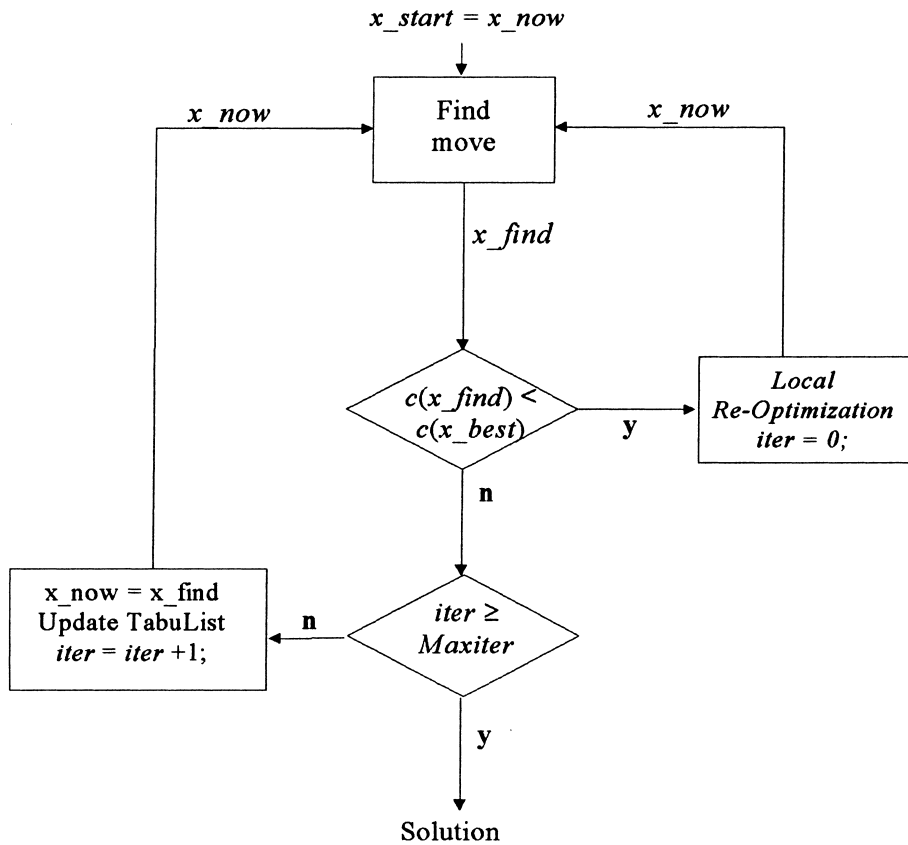 x_start = x_now
x_now
Find
move
x_now
x_find
c(x_find) <
c(x_best)
y
Local
Re-Optimization
iter = 0;
n
x_now = x_find
Update TabuList
iter = iter +1;
n
iter ≥
Maxiter
y
Solution